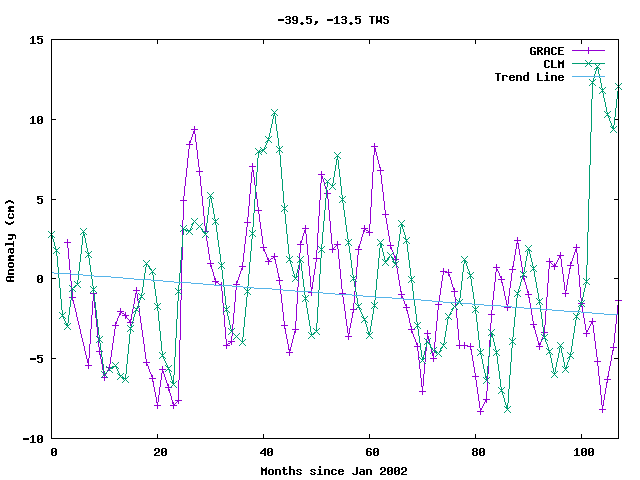 -39.5, -13.5 TWS
GRACE
CLM
Trend Line
15
10
5
0
-5
-10
Anomaly (cm)
0 20 40 60 80 100
Months since Jan 2002